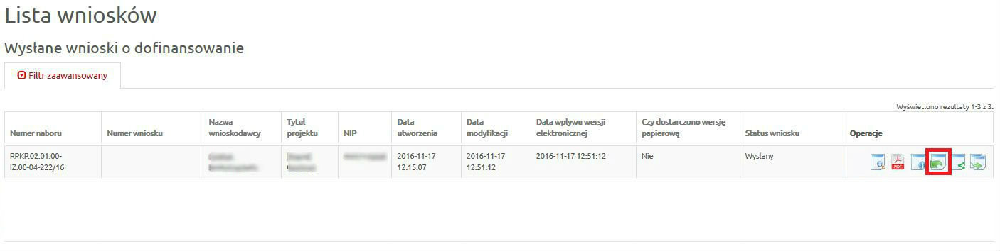 Lista wniosków
Wysłane wnioski o dofinansowanie
Filtr zaawansowany
Wyświetlono rezultaty 1-3 z 3.
Numer naboru
Numer wniosku
Nazwa
wnioskodawcy
Tytuł
projektu
NIP
Data
utworzenia
Data
modyfikacji
Data wpływu wersji
elektronicznej
Czy dostarczono wersję
papierową
Status wniosku
Operacje
RPKP.02.01.00-
IZ.00-04-222/16
2016-11-17
12:15:07
2016-11-17
12:51:12
2016-11-17 12:51:12
Nie
Wysłany
PDF